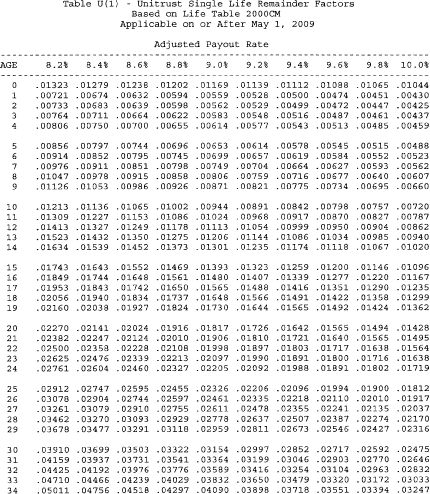 Table U(1) - Unitrust Single Life Remainder Factors
Based on Life Table 2000CM
Applicable on or After May 1, 2009
Adjusted Payout Rate
AGE 8.2% 8.4% 8.6% 8.8% 9.0% 9.2% 9.4% 9.6% 9.8% 10.0%
0 .01323 .01279 .01238 .01202 .01169 .01139 .01112 .01088 .01065 .01044
1 .00721 .00674 .00632 .00594 .00559 .00528 .00500 .00474 .00451 .00430
2 .00733 .00683 .00639 .00598 .00562 .00529 .00499 .00472 .00447 .00425
3 .00764 .00711 .00664 .00622 .00583 .00548 .00516 .00487 .00461 .00437
4 .00806 .00750 .00700 .00655 .00614 .00577 .00543 .00513 .00485 .00459
5 .00856 .00797 .00744 .00696 .00653 .00614 .00578 .00545 .00515 .00488
6 .00914 .00852 .00795 .00745 .00699 .00657 .00619 .00584 .00552 .00523
7 .00976 .00911 .00851 .00798 .00749 .00704 .00664 .00627 .00593 .00562
8 .01047 .00978 .00915 .00858 .00806 .00759 .00716 .00677 .00640 .00607
9 .01126 .01053 .00986 .00926 .00871 .00821 .00775 .00734 .00695 .00660
10 .01213 .01136 .01065 .01002 .00944 .00891 .00842 .00798 .00757 .00720
11 .01309 .01227 .01153 .01086 .01024 .00968 .00917 .00870 .00827 .00787
12 .01413 .01327 .01249 .01178 .01113 .01054 .00999 .00950 .00904 .00862
13 .01523 .01432 .01350 .01275 .01206 .01144 .01086 .01034 .00985 .00940
14 .01634 .01539 .01452 .01373 .01301 .01235 .01174 .01118 .01067 .01020
15 .01743 .01643 .01552 .01469 .01393 .01323 .01259 .01200 .01146 .01096
16 .01849 .01744 .01648 .01561 .01480 .01407 .01339 .01277 .01220 .01167
17 .01953 .01843 .01742 .01650 .01565 .01488 .01416 .01351 .01290 .01235
18 .02056 .01940 .01834 .01737 .01648 .01566 .01491 .01422 .01358 .01299
19 .02160 .02038 .01927 .01824 .01730 .01644 .01565 .01492 .01424 .01362
20 .02270 .02141 .02024 .01916 .01817 .01726 .01642 .01565 .01494 .01428
21 .02382 .02247 .02124 .02010 .01906 .01810 .01721 .01640 .01565 .01495
22 .02500 .02358 .02228 .02108 .01998 .01897 .01803 .01717 .01638 .01564
23 .02625 .02476 .02339 .02213 .02097 .01990 .01891 .01800 .01716 .01638
24 .02761 .02604 .02460 .02327 .02205 .02092 .01988 .01891 .01802 .01719
25 .02912 .02747 .02595 .02455 .02326 .02206 .02096 .01994 .01900 .01812
26 .03078 .02904 .02744 .02597 .02461 .02335 .02218 .02110 .02010 .01917
27 .03261 .03079 .02910 .02755 .02611 .02478 .02355 .02241 .02135 .02037
28 .03462 .03270 .03093 .02929 .02778 .02637 .02507 .02387 .02274 .02170
29 .03678 .03477 .03291 .03118 .02959 .02811 .02673 .02546 .02427 .02316
30 .03910 .03699 .03503 .03322 .03154 .02997 .02852 .02717 .02592 .02475
31 .04159 .03937 .03731 .03541 .03364 .03199 .03046 .02903 .02770 .02646
32 .04425 .04192 .03976 .03776 .03589 .03416 .03254 .03104 .02963 .02832
33 .04710 .04466 .04239 .04029 .03832 .03650 .03479 .03320 .03172 .03033
34 .05011 .04756 .04518 .04297 .04090 .03898 .03718 .03551 .03394 .03247